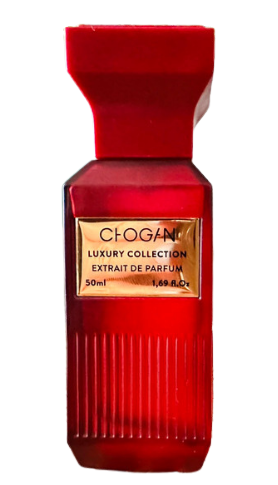 CHOGAN
LUXURY COLLECTION
EXTRAIT DE PARFUM
50ml 1,69 fl.Oz